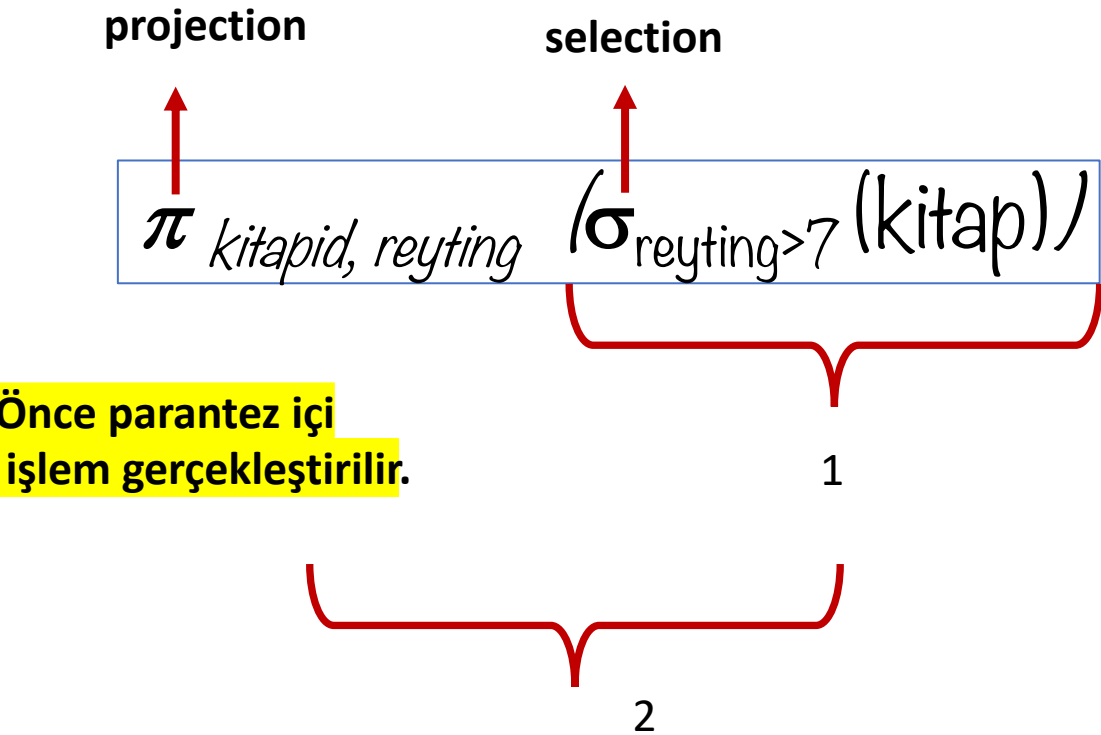 projection
selection
π kitapid, reyting (σreyting>7 (kitap))
Önce parantez içi
işlem gerçekleştirilir.
1
2